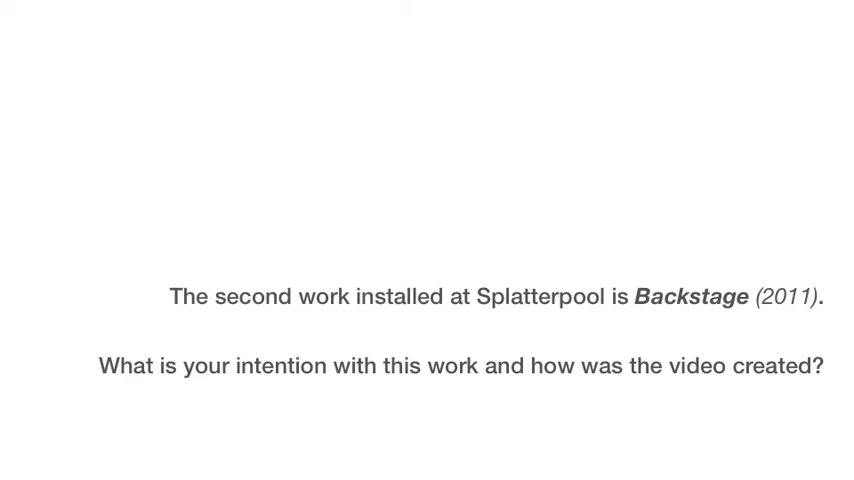 The second work installed at Splatterpool is Backstage (2011).
What is your intention with this work and how was the video created?